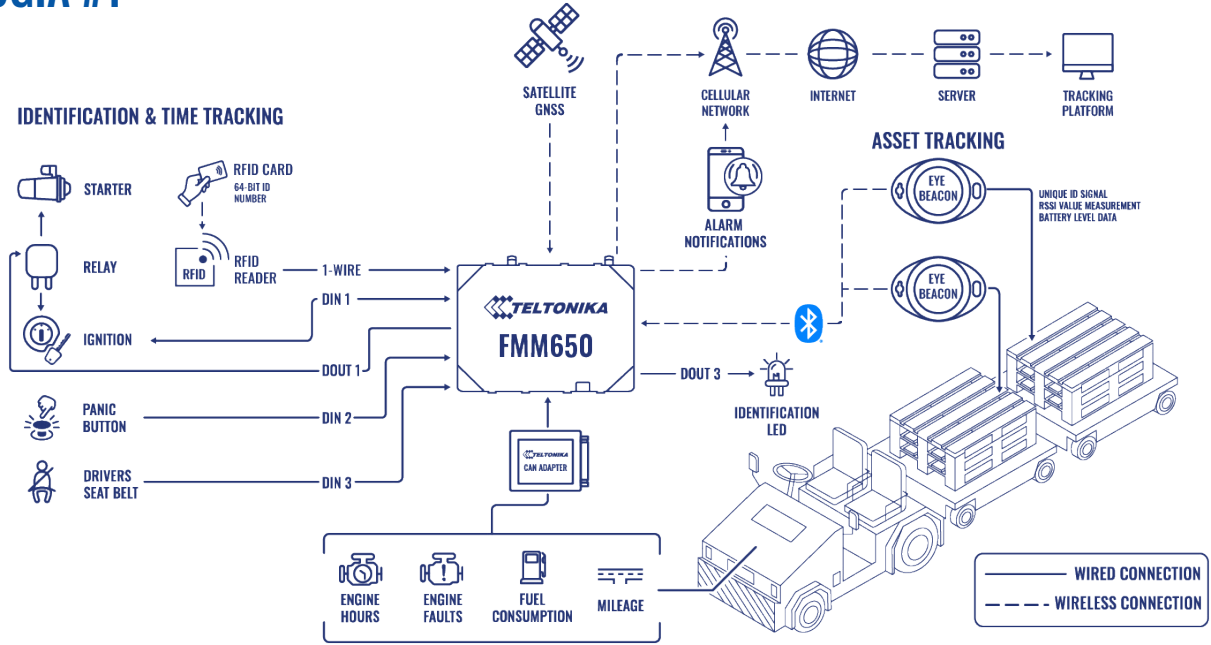 SATELLITE
GNSS
CELLULAR
NETWORK
INTERNET
SERVER
TRACKING
PLATFORM
IDENTIFICATION & TIME TRACKING
STARTER
RFID CARD
64-BIT ID
NUMBER
RELAY
RFID
RFID
READER
1-WIRE
DIN 1
IGNITION
DOUT 1
PANIC
BUTTON
DIN 2
DRIVERS
SEAT BELT
DIN 3
TELTONIKA
FMM650
ALARM
NOTIFICATIONS
ASSET TRACKING
EYE
BEACON
UNIQUE ID SIGNAL
RSSI VALUE MEASUREMENT
BATTERY LEVEL DATA
EYE
BEACON
DOUT 3
IDENTIFICATION
LED
TELTONIKA
CAN ADAPTER
ENGINE
HOURS
ENGINE
FAULTS
FUEL
CONSUMPTION
MILEAGE
WIRED CONNECTION
WIRELESS CONNECTION